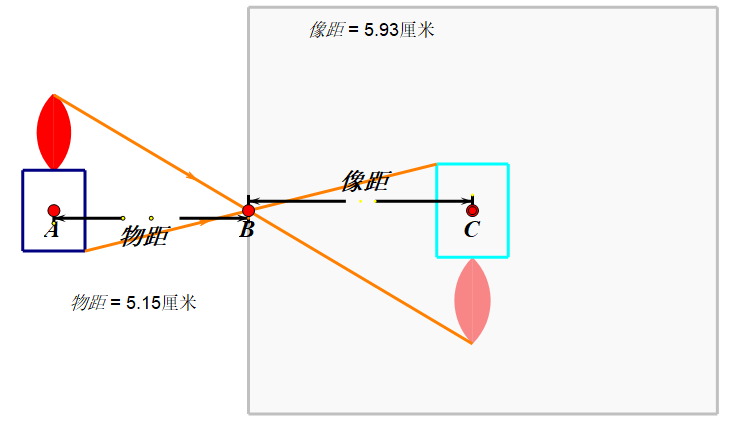 像距 = 5.93厘米
像距
A
物距
B
C
物距 = 5.15厘米